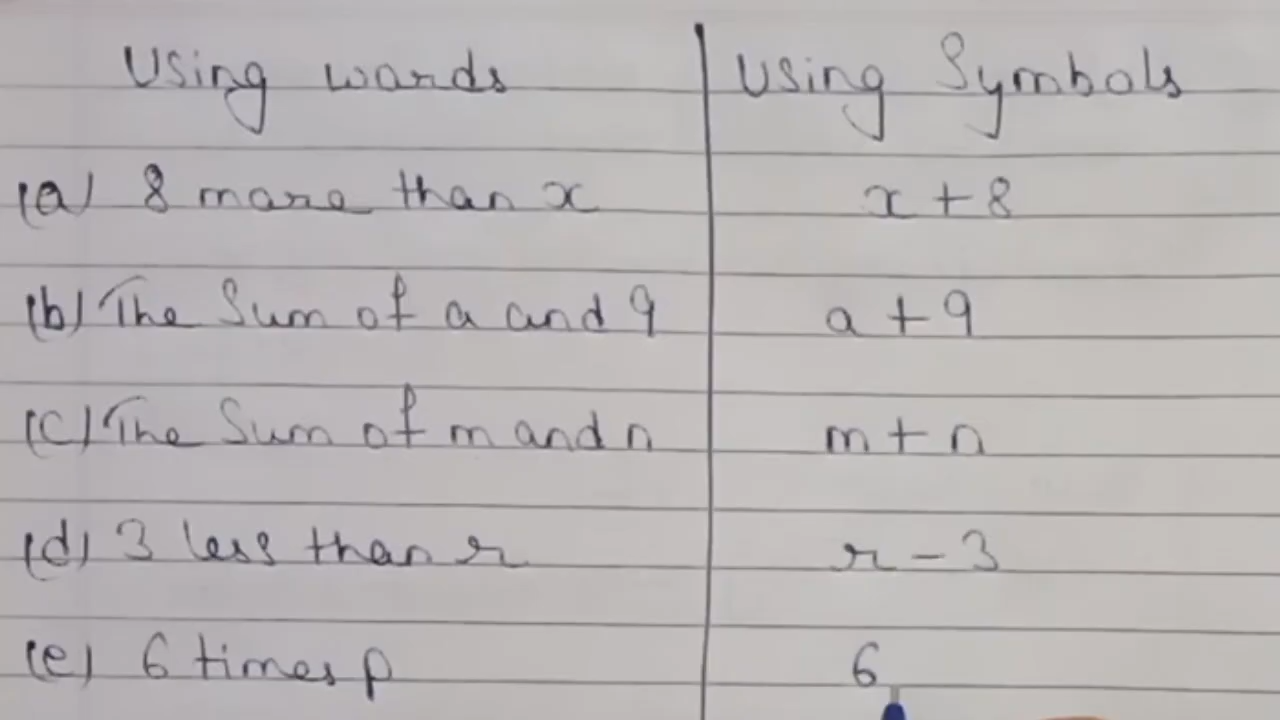 Using words Using Symbols
(a) 8 more than x x + 8
(b) The Sum of a and 9 a + 9
(c) The Sum of m and n m + n
(d) 3 less than r r - 3
(e) 6 times p 6